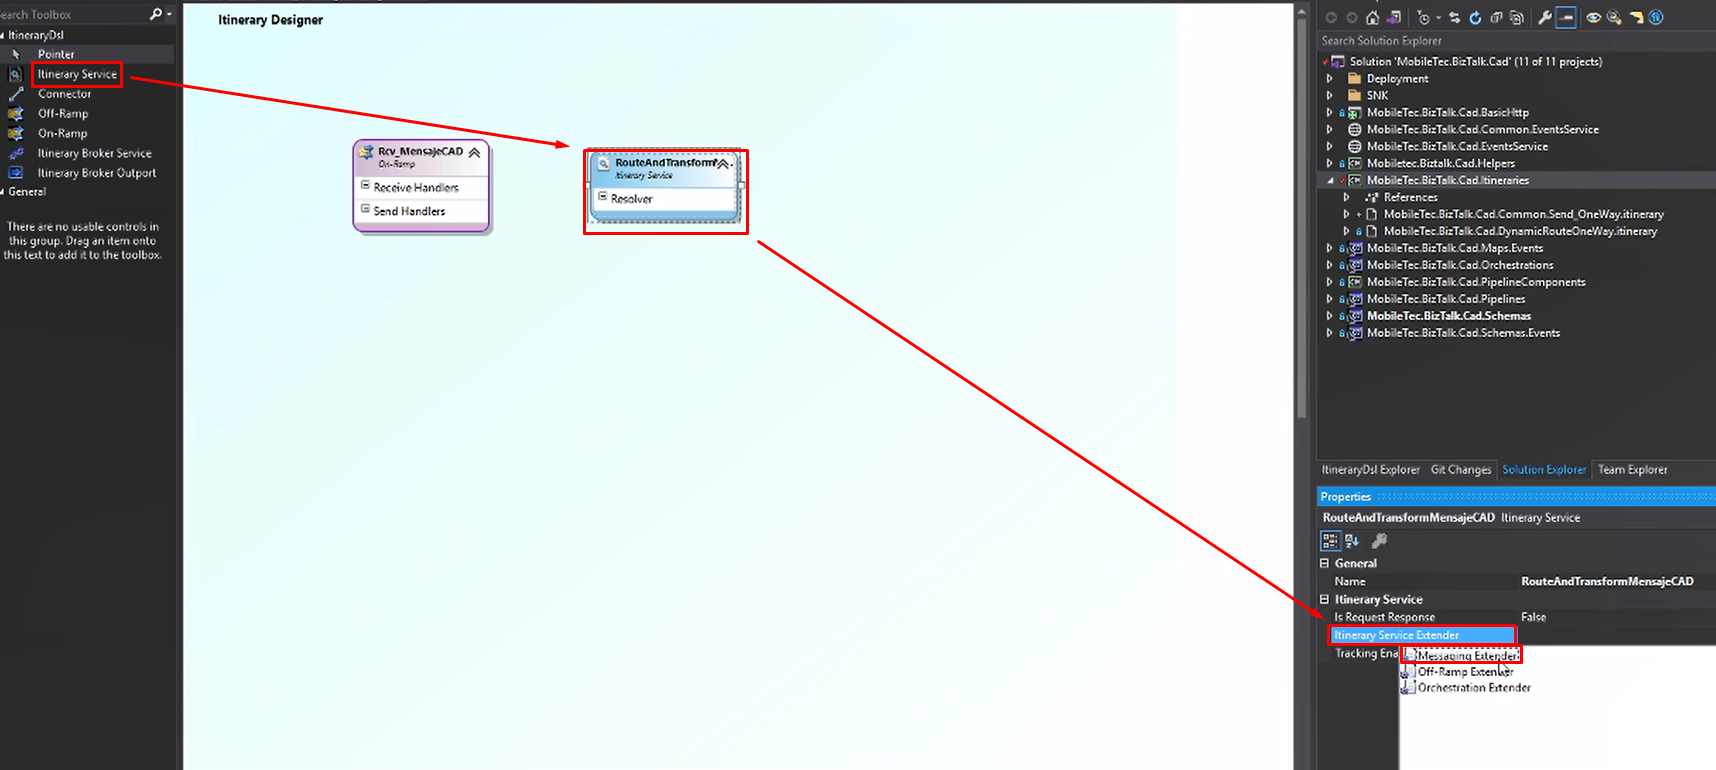 Search Toolbox
ItineraryDsl
Pointer
Itinerary Service
Connector
Off-Ramp
On-Ramp
Itinerary Broker Service
Itinerary Broker Outport
General
There are no usable controls in
this group. Drag an item onto
this text to add it to the toolbox.
Itinerary Designer
Rcv_MensajeCAD
On-Ramp
Receive Handlers
Send Handlers
RouteAndTransformM
Itinerary Service
Resolver
Search Solution Explorer
Solution 'MobileTec.BizTalk.Cad' (11 of 11 projects)
Deployment
SNK
MobileTec.BizTalk.Cad.BasicHttp
MobileTec.BizTalk.Cad.Common.EventsService
MobileTec.BizTalk.Cad.EventsService
Mobiletec.Biztalk.Cad.Helpers
MobileTec.BizTalk.Cad.Itineraries
References
MobileTec.BizTalk.Cad.Common.Send_OneWay.itinerary
MobileTec.BizTalk.Cad.DynamicRouteOneWay.itinerary
MobileTec.BizTalk.Cad.Maps.Events
MobileTec.BizTalk.Cad.Orchestrations
MobileTec.BizTalk.Cad.PipelineComponents
MobileTec.BizTalk.Cad.Pipelines
MobileTec.BizTalk.Cad.Schemas
MobileTec.BizTalk.Cad.Schemas.Events
ItineraryDsl Explorer Git Changes Solution Explorer Team Explorer
Properties
RouteAndTransformMensajeCAD Itinerary Service
General
Name RouteAndTransformMensajeCAD
Itinerary Service
Is Request Response False
Itinerary Service Extender
Tracking Ena
Messaging Extender
Off-Ramp Extender
Orchestration Extender